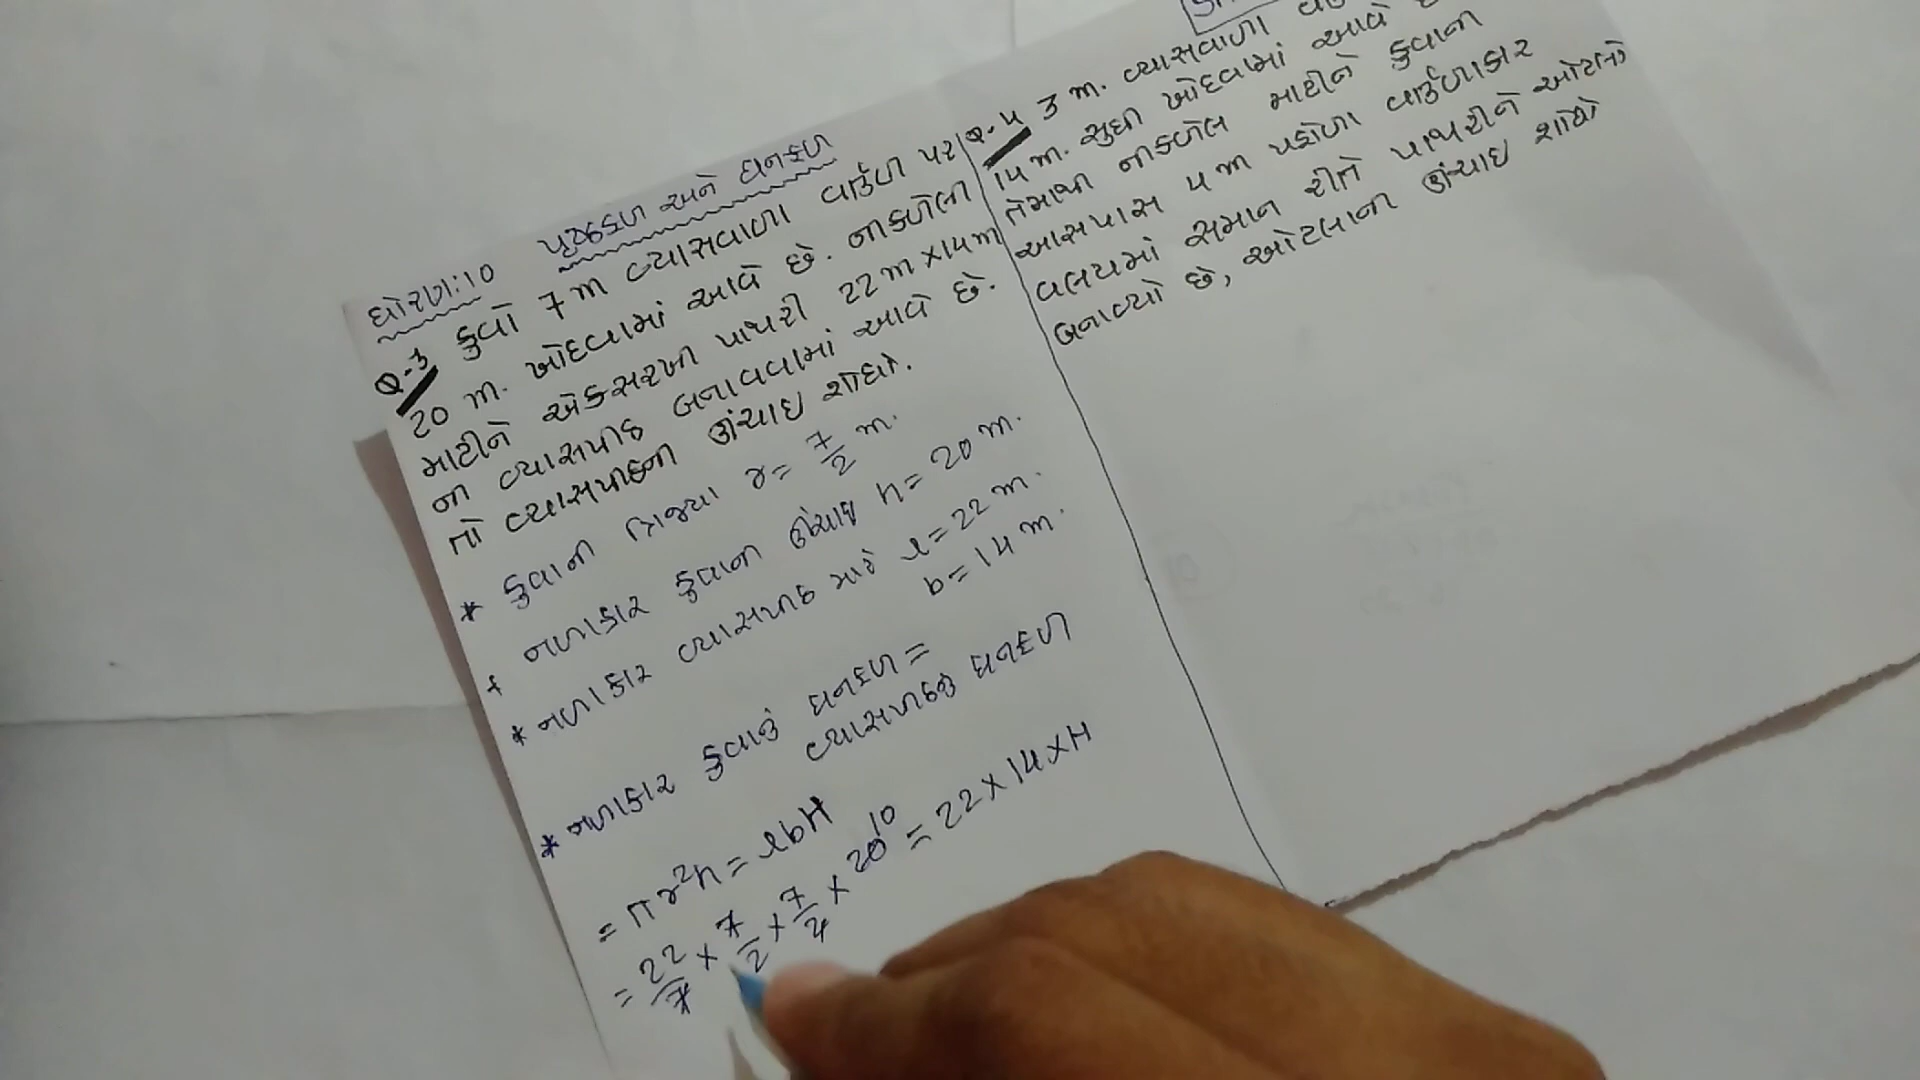 ધોરણ:10 પૃષ્ઠફળ અને ઘનફળ
Q-3 કુવો 7 m વ્યાસવાળા વર્તુળ પર
20 m. ખોદવામાં આવે છે. નીકળેલી
માટીને એકસરખી પાથરી 22 m × 14 m
ના વ્યાસપીઠ બનાવવામાં આવે છે.
તો વ્યાસપીઠની ઊંચાઇ શોધો.
* કુવાની ત્રિજ્યા r = 7/2 m.
* નળાકાર કુવાની ઊંચાઇ h = 20 m.
* નળાકાર વ્યાસપીઠ માટે l = 22 m.
b = 14 m.
* નળાકાર કુવાનું ઘનફળ =
વ્યાસપીઠનું ઘનફળ
= πr²h = lbH
= 22/7 × 7/2 × 7/2 × 20 10 = 22 × 14 × H
Q-4 3 m. વ્યાસવાળા
14 m. સુધી ખોદવામાં આવે
તેમાથી નીકળેલ માટીને કુવાની
આસપાસ 4 m પહોળા વર્તુળાકાર
વલયમાં સમાન રીતે પાથરીને ઓટલો
બનાવ્યો છે, ઓટલાની ઊંચાઇ શોધો